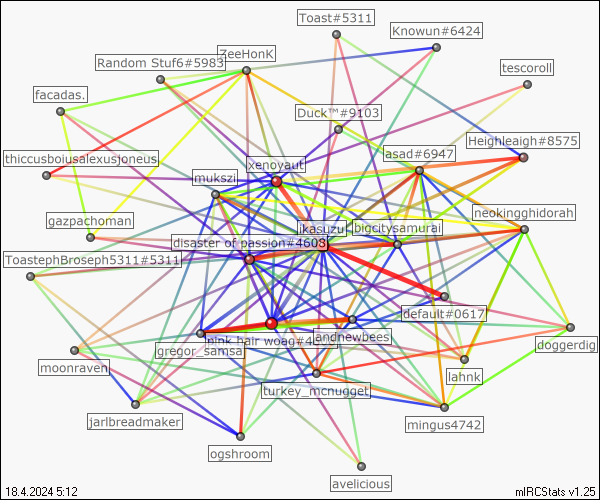 Toast#5311
Knowun#6424
ZeeHonK
Random Stuf6#5983
tescoroll
facadas.
Duck™#9103
Heighleaigh#8575
asad#6947
thiccusboiusalexusjoneus
xenovaut
mukszi
neokingghidorah
gazpachoman
ikasuzu
bigcitysamurai
disaster of passion#4608
ToastephBroseph5311#5311
default#0617
pink hair woag#4
andnewbees
doggerdig
gregor_samsa
moonraven
lahnk
turkey_mcnugget
jarlbreadmaker
mingus4742
ogshroom
avelicious
18.4.2024 5:12
mIRCStats v1.25